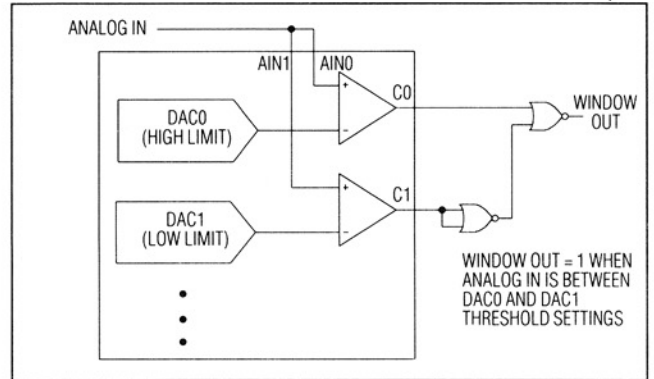 ANALOG IN
AIN1 AIN0
+
C0
DAC0
(HIGH LIMIT)
-
WINDOW
OUT
+
C1
DAC1
(LOW LIMIT)
-
WINDOW OUT = 1 WHEN
ANALOG IN IS BETWEEN
DAC0 AND DAC1
THRESHOLD SETTINGS